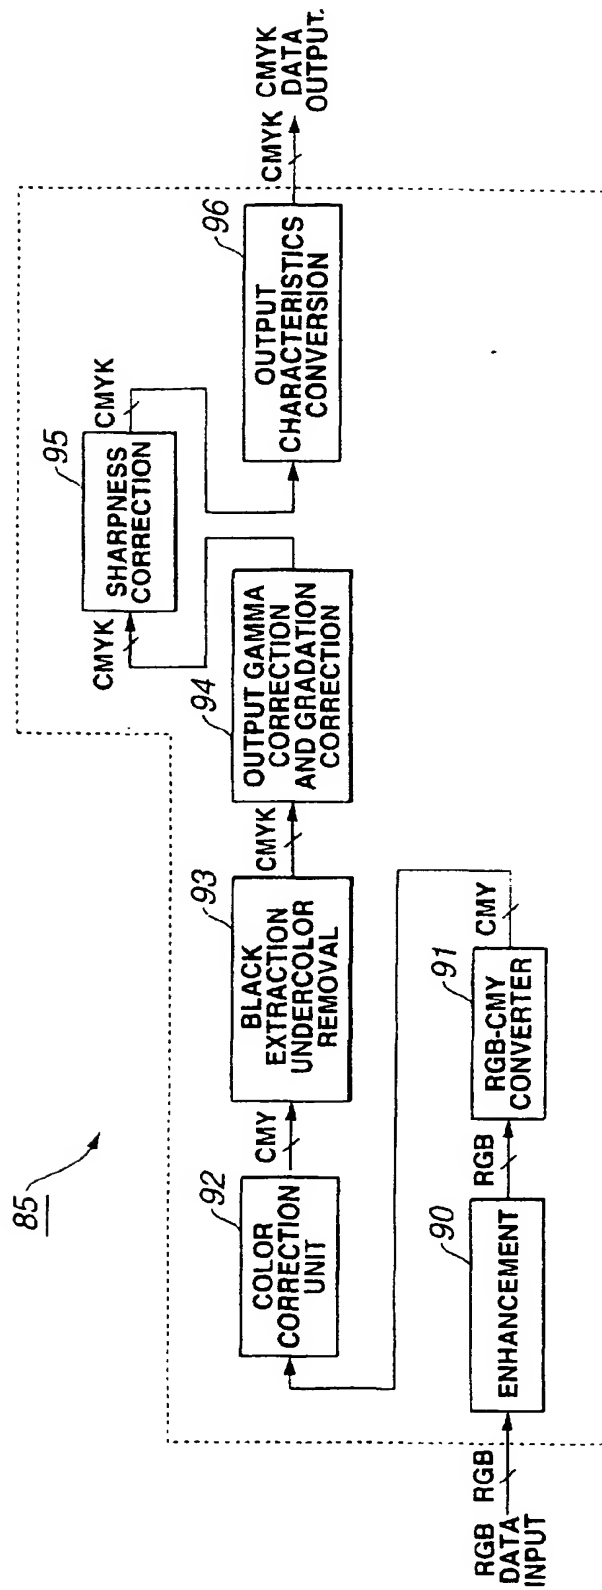 85
RGB
DATA
INPUT
RGB
90
ENHANCEMENT
RGB
91
RGB-CMY
CONVERTER
CMY
92
COLOR
CORRECTION
UNIT
CMY
93
BLACK
EXTRACTION
UNDERCOLOR
REMOVAL
CMYK
94
OUTPUT GAMMA
CORRECTION
AND GRADATION
CORRECTION
CMYK
95
SHARPNESS
CORRECTION
CMYK
96
OUTPUT
CHARACTERISTICS
CONVERSION
CMYK
CMYK
DATA
OUTPUT.